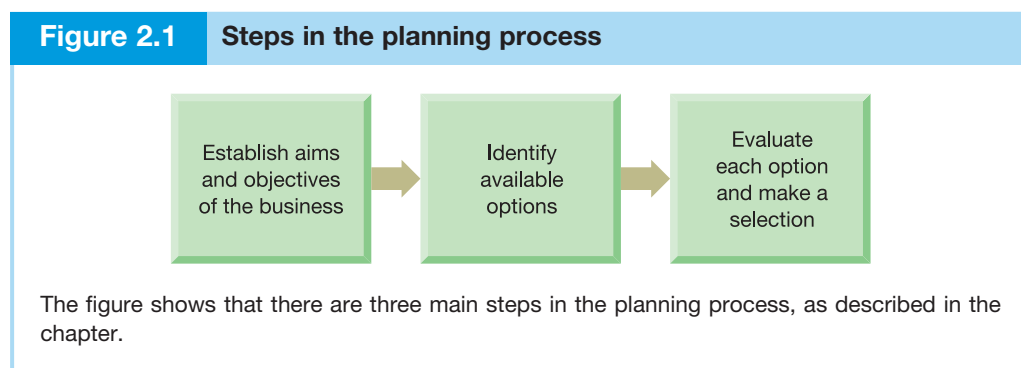 Figure 2.1 Steps in the planning process
Establish aims
and objectives
of the business
Identify
available
options
Evaluate
each option
and make a
selection
The figure shows that there are three main steps in the planning process, as described in the
chapter.